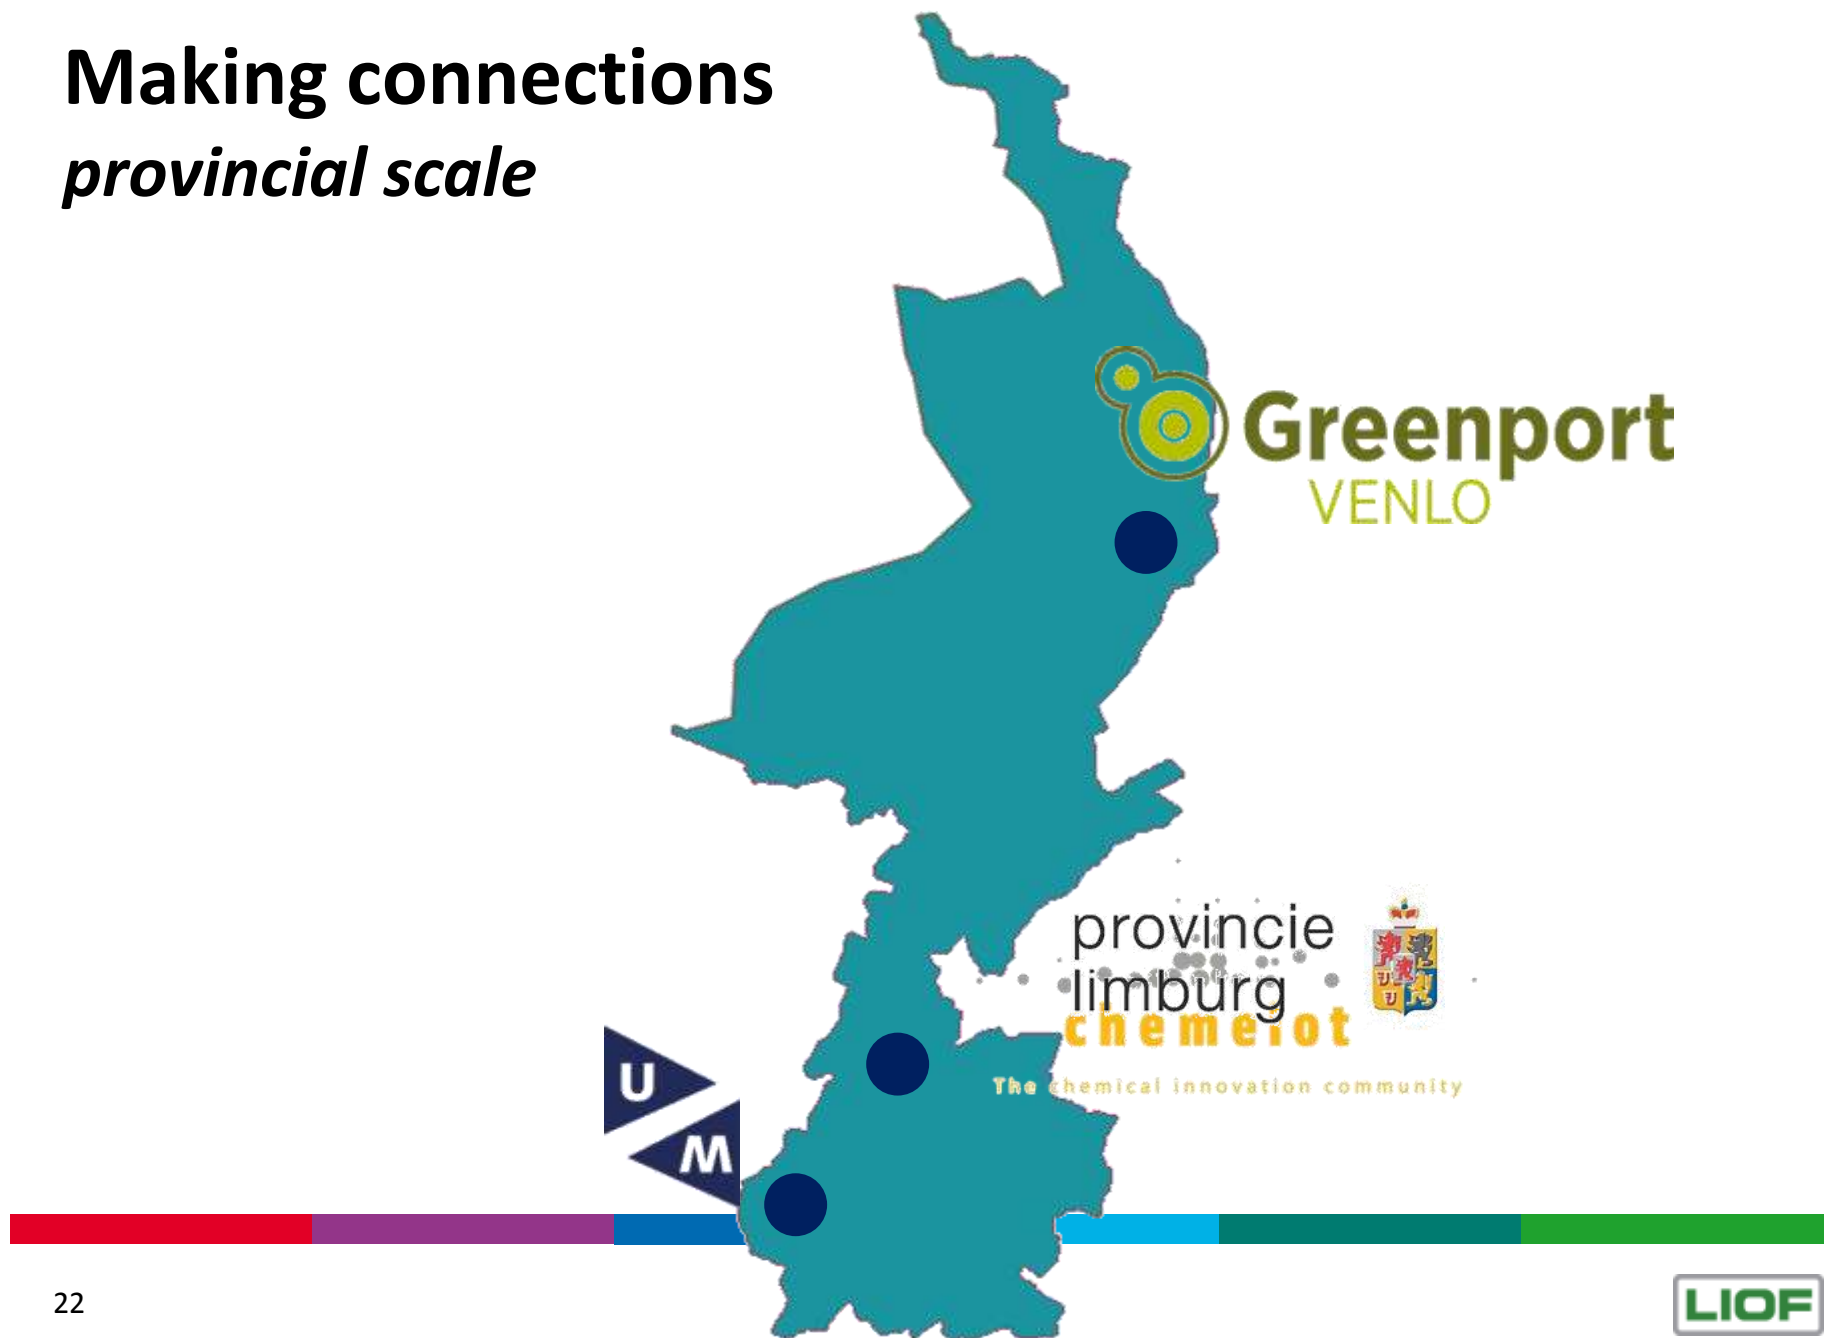 Making connections
provincial scale
Greenport
VENLO
provincie
limburg
chemelot
The chemical innovation community
U
M
22
LIOF